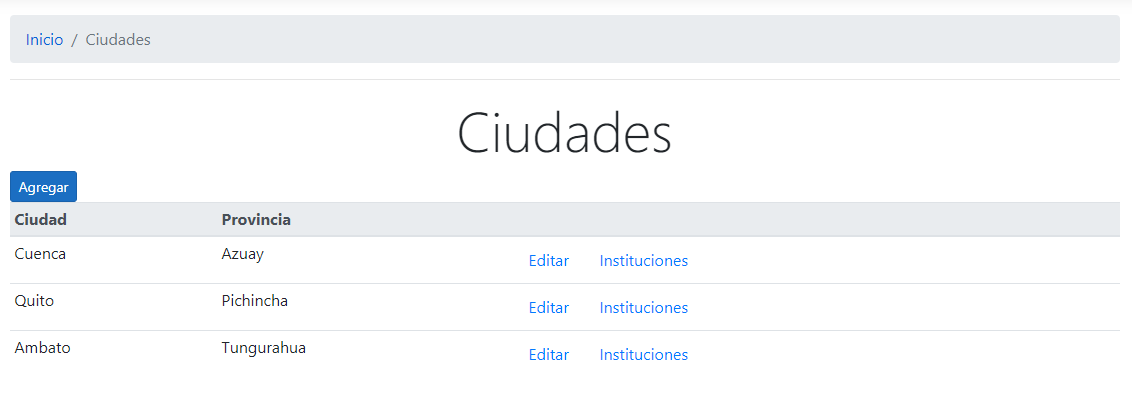 Inicio / Ciudades
Ciudades
Agregar
Ciudad Provincia
Cuenca Azuay Editar Instituciones
Quito Pichincha Editar Instituciones
Ambato Tungurahua Editar Instituciones